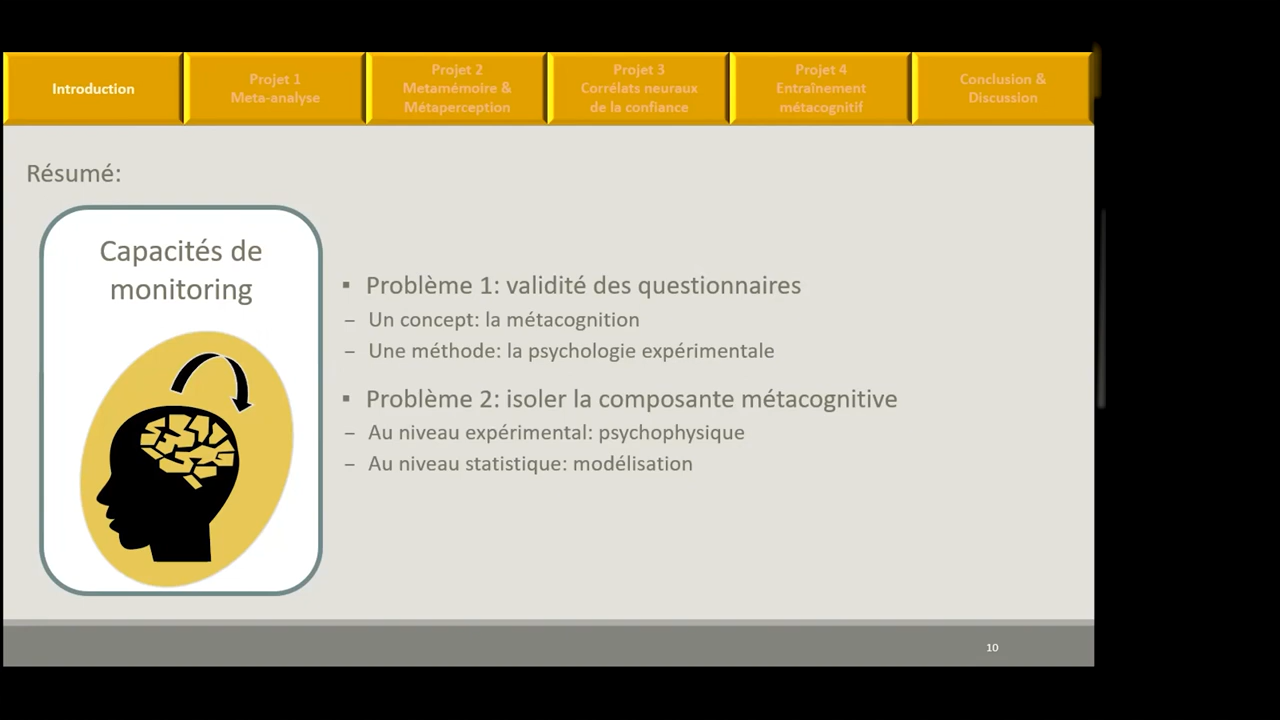 Introduction
Projet 1
Meta-analyse
Projet 2
Metamémoire &
Métaperception
Projet 3
Corrélats neuraux
de la confiance
Projet 4
Entraînement
métacognitif
Conclusion &
Discussion
Résumé:
Capacités de
monitoring
▪ Problème 1: validité des questionnaires
– Un concept: la métacognition
– Une méthode: la psychologie expérimentale
▪ Problème 2: isoler la composante métacognitive
– Au niveau expérimental: psychophysique
– Au niveau statistique: modélisation
10